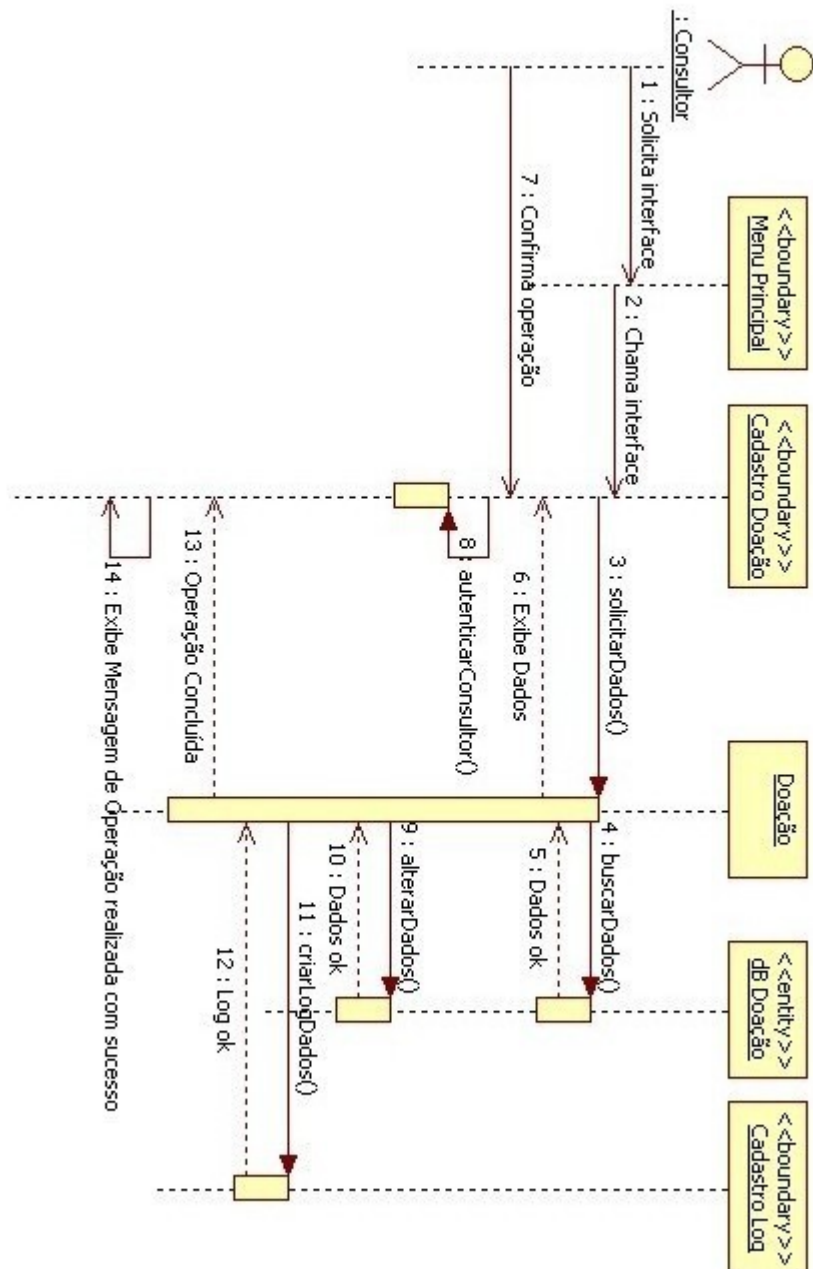 : Consultor
<<boundary>>
Menu Principal
<<boundary>>
Cadastro Doação
Doação
<<entity>>
dB Doação
<<boundary>>
Cadastro Log
1 : Solicita interface
2 : Chama interface
3 : solicitarDados()
4 : buscarDados()
5 : Dados ok
6 : Exibe Dados
7 : Confirma operação
8 : autenticarConsultor()
9 : alterarDados()
10 : Dados ok
11 : criarLogDados()
12 : Log ok
13 : Operação Concluída
14 : Exibe Mensagem de Operação realizada com sucesso